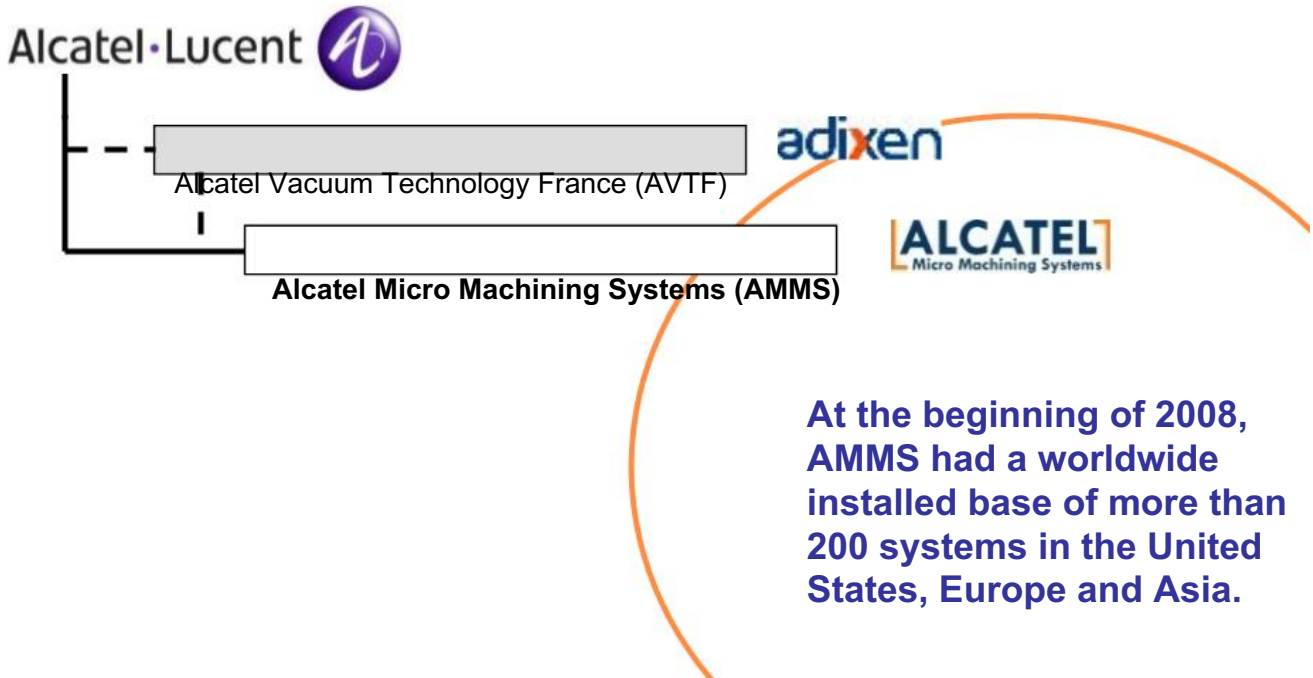 Alcatel·Lucent
adixen
Alcatel Vacuum Technology France (AVTF)
ALCATEL
Micro Machining Systems
Alcatel Micro Machining Systems (AMMS)
At the beginning of 2008,
AMMS had a worldwide
installed base of more than
200 systems in the United
States, Europe and Asia.